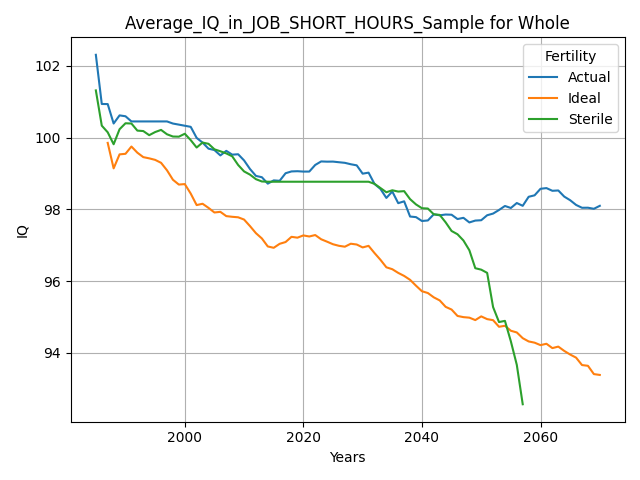 Average_IQ_in_JOB_SHORT_HOURS_Sample for Whole
Fertility
Actual
Ideal
Sterile
IQ
102
100
98
96
94
2000
2020
2040
2060
Years